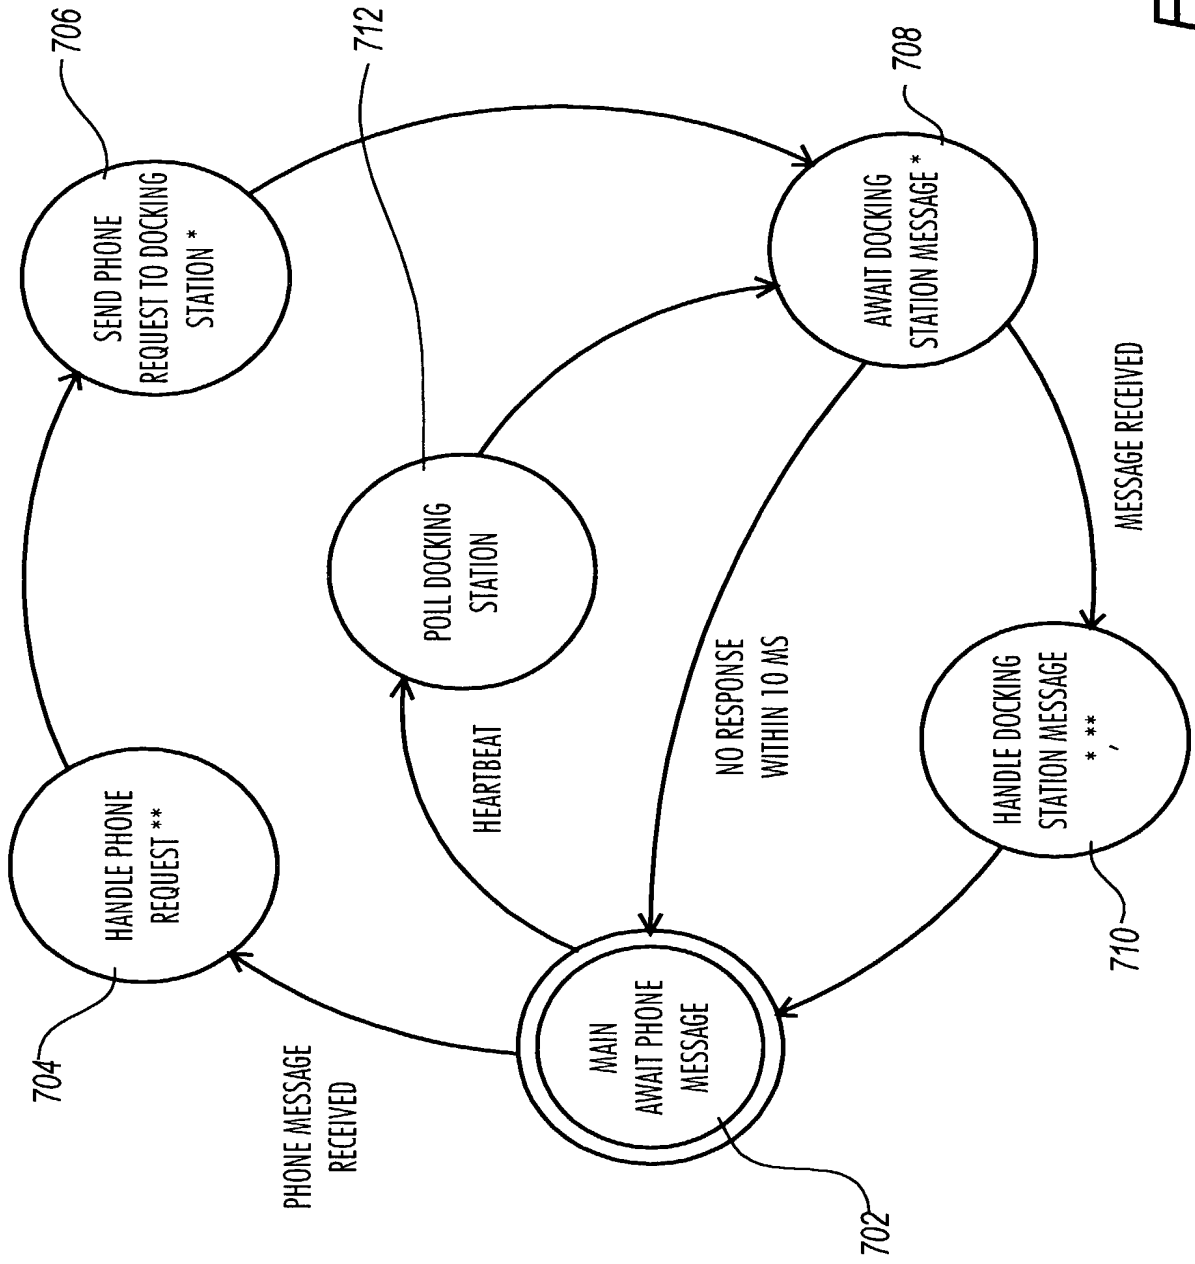 706
SEND PHONE
REQUEST TO DOCKING
STATION *
712
708
AWAIT DOCKING
STATION MESSAGE *
POLL DOCKING
STATION
MESSAGE RECEIVED
HANDLE PHONE
REQUEST **
704
HEARTBEAT
NO RESPONSE
WITHIN 10 MS
HANDLE DOCKING
STATION MESSAGE
* , **
710
PHONE MESSAGE
RECEIVED
MAIN
AWAIT PHONE
MESSAGE
702